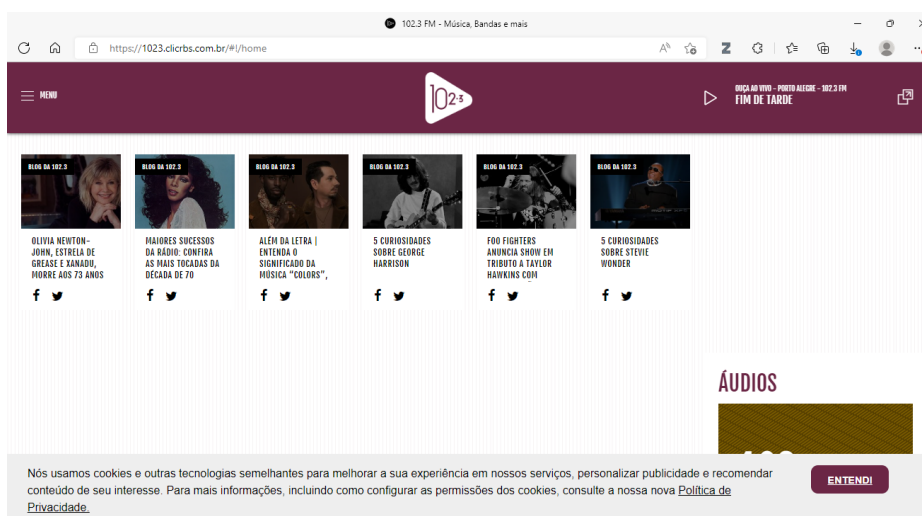 102.3 FM - Música, Bandas e mais
https://1023.clicrbs.com.br/#!/home
MENU
102.3
OUÇA AO VIVO - PORTO ALEGRE - 102.3 FM
FIM DE TARDE
BLOG DA 102.3
OLIVIA NEWTON-
JOHN, ESTRELA DE
GREASE E XANADU,
MORRE AOS 73 ANOS
BLOG DA 102.3
MAIORES SUCESSOS
DA RÁDIO: CONFIRA
AS MAIS TOCADAS DA
DÉCADA DE 70
BLOG DA 102.3
ALÉM DA LETRA |
ENTENDA O
SIGNIFICADO DA
MÚSICA “COLORS”,
BLOG DA 102.3
5 CURIOSIDADES
SOBRE GEORGE
HARRISON
BLOG DA 102.3
FOO FIGHTERS
ANUNCIA SHOW EM
TRIBUTO A TAYLOR
HAWKINS COM
BLOG DA 102.3
5 CURIOSIDADES
SOBRE STEVIE
WONDER
ÁUDIOS
Nós usamos cookies e outras tecnologias semelhantes para melhorar a sua experiência em nossos serviços, personalizar publicidade e recomendar
conteúdo de seu interesse. Para mais informações, incluindo como configurar as permissões dos cookies, consulte a nossa nova Política de
Privacidade.
ENTENDI